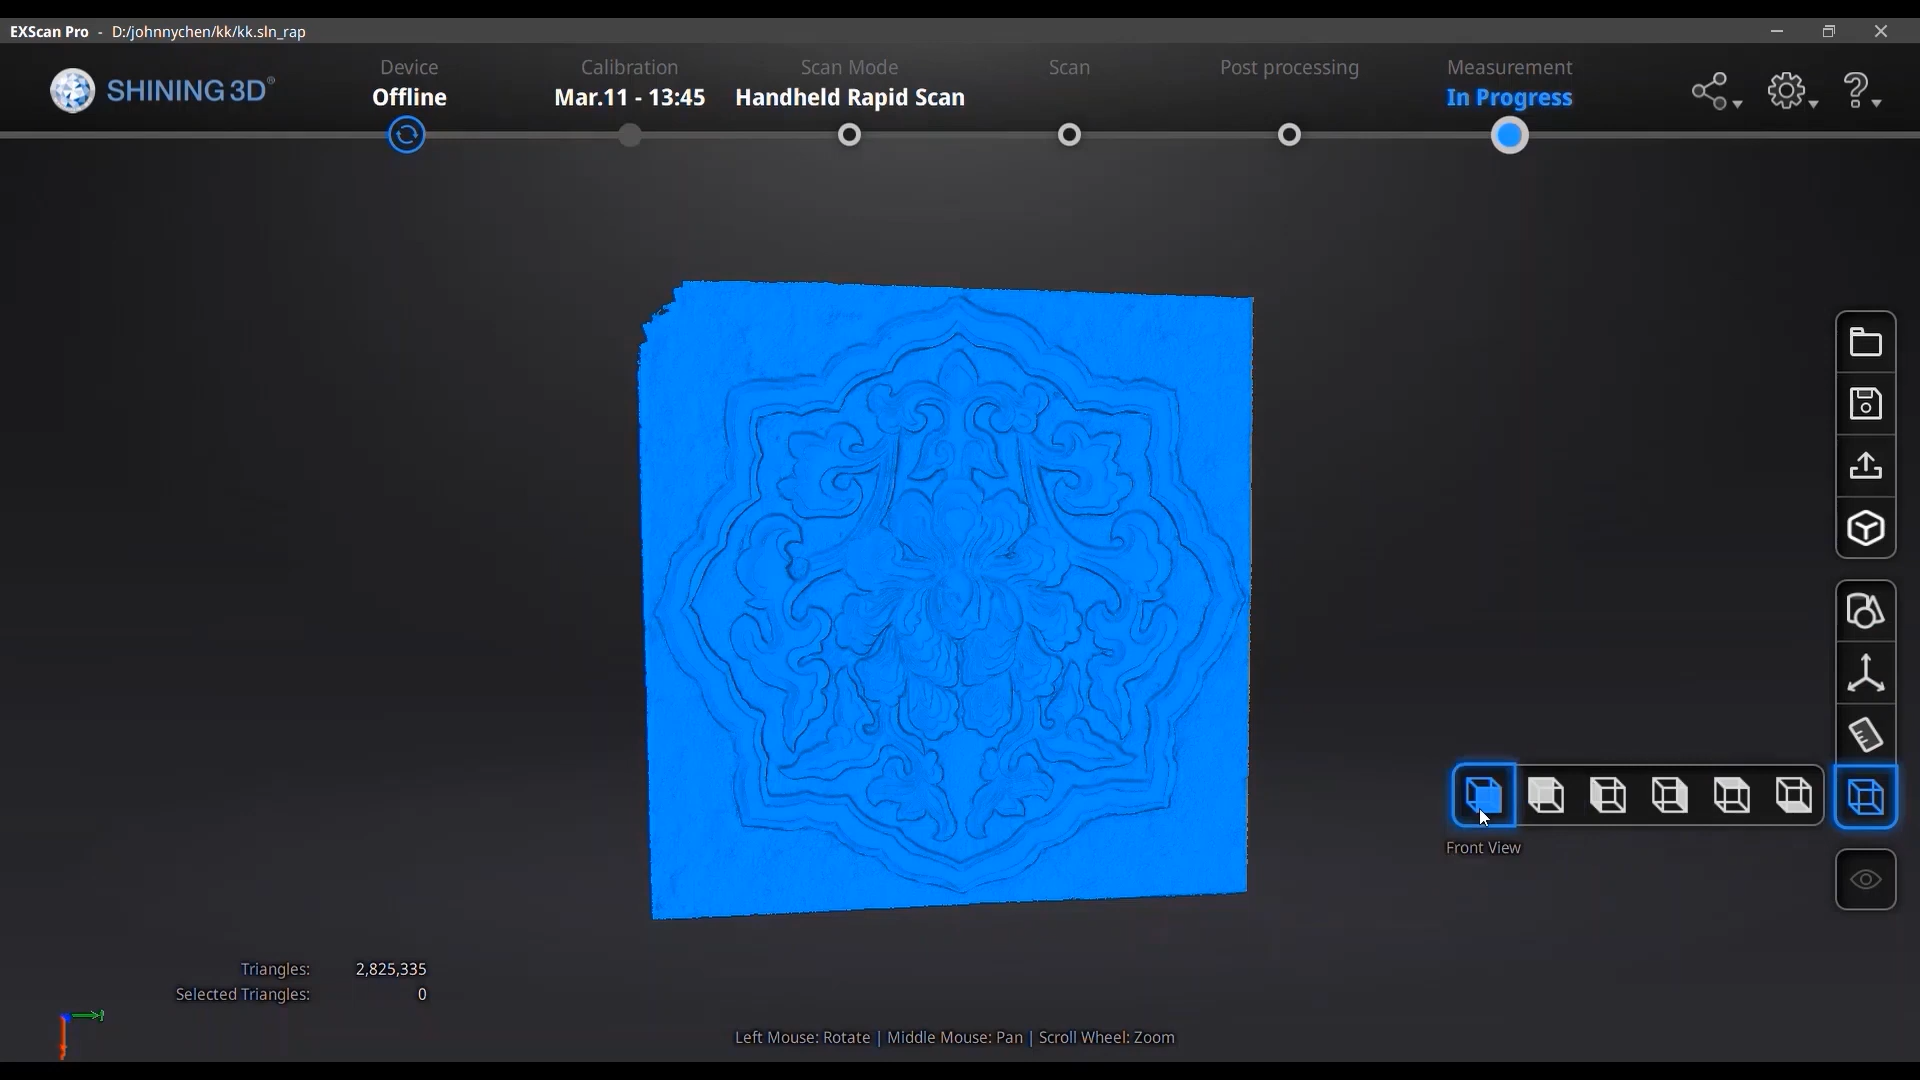 EXScan Pro - D:/johnnychen/kk/kk.sln_rap
SHINING 3D®
Device
Offline
Calibration
Mar.11 - 13:45
Scan Mode
Handheld Rapid Scan
Scan
Post processing
Measurement
In Progress
Front View
Triangles: 2,825,335
Selected Triangles: 0
Left Mouse: Rotate | Middle Mouse: Pan | Scroll Wheel: Zoom